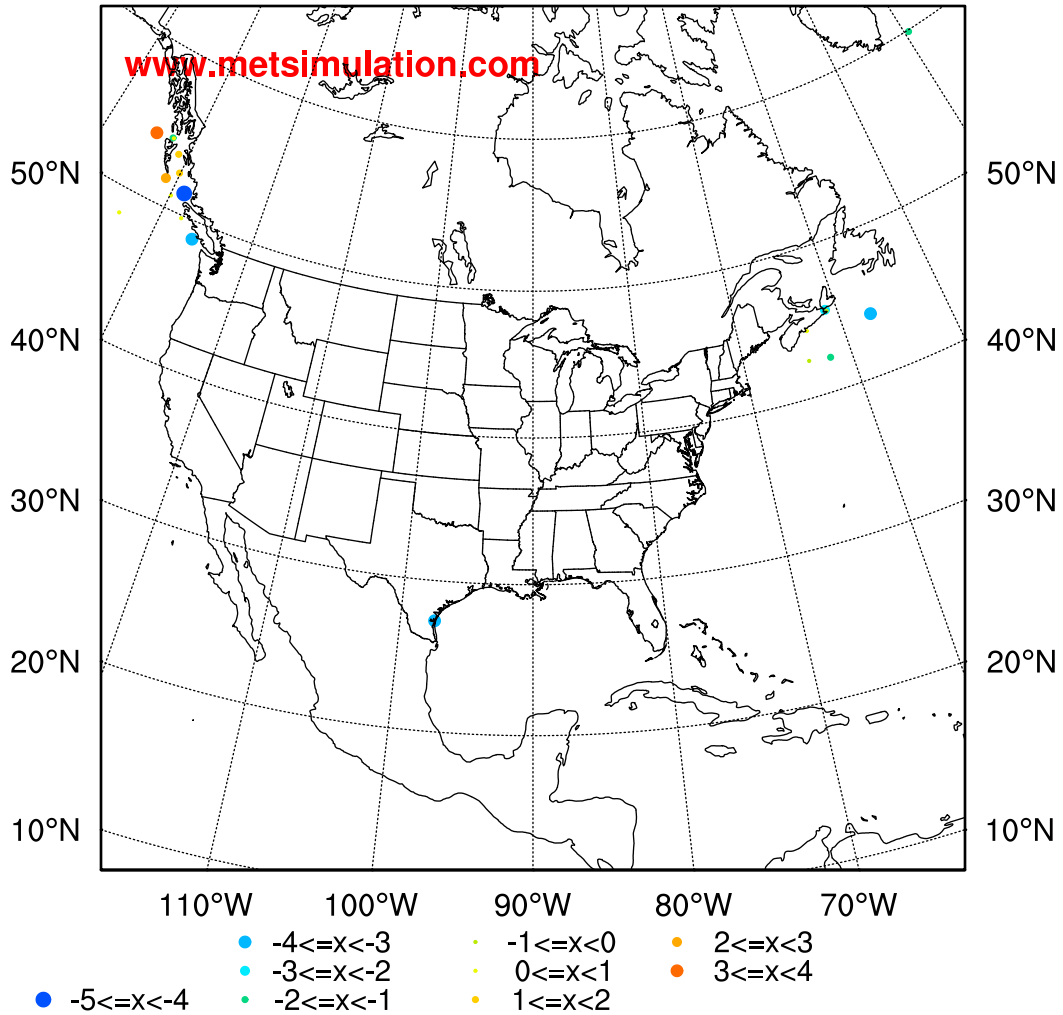 www.metsimulation.com
50°N 50°N
40°N 40°N
30°N 30°N
20°N 20°N
10°N 10°N
110°W 100°W 90°W 80°W 70°W
-4<=x<-3 -1<=x<0 2<=x<3
-3<=x<-2 0<=x<1 3<=x<4
-5<=x<-4 -2<=x<-1 1<=x<2